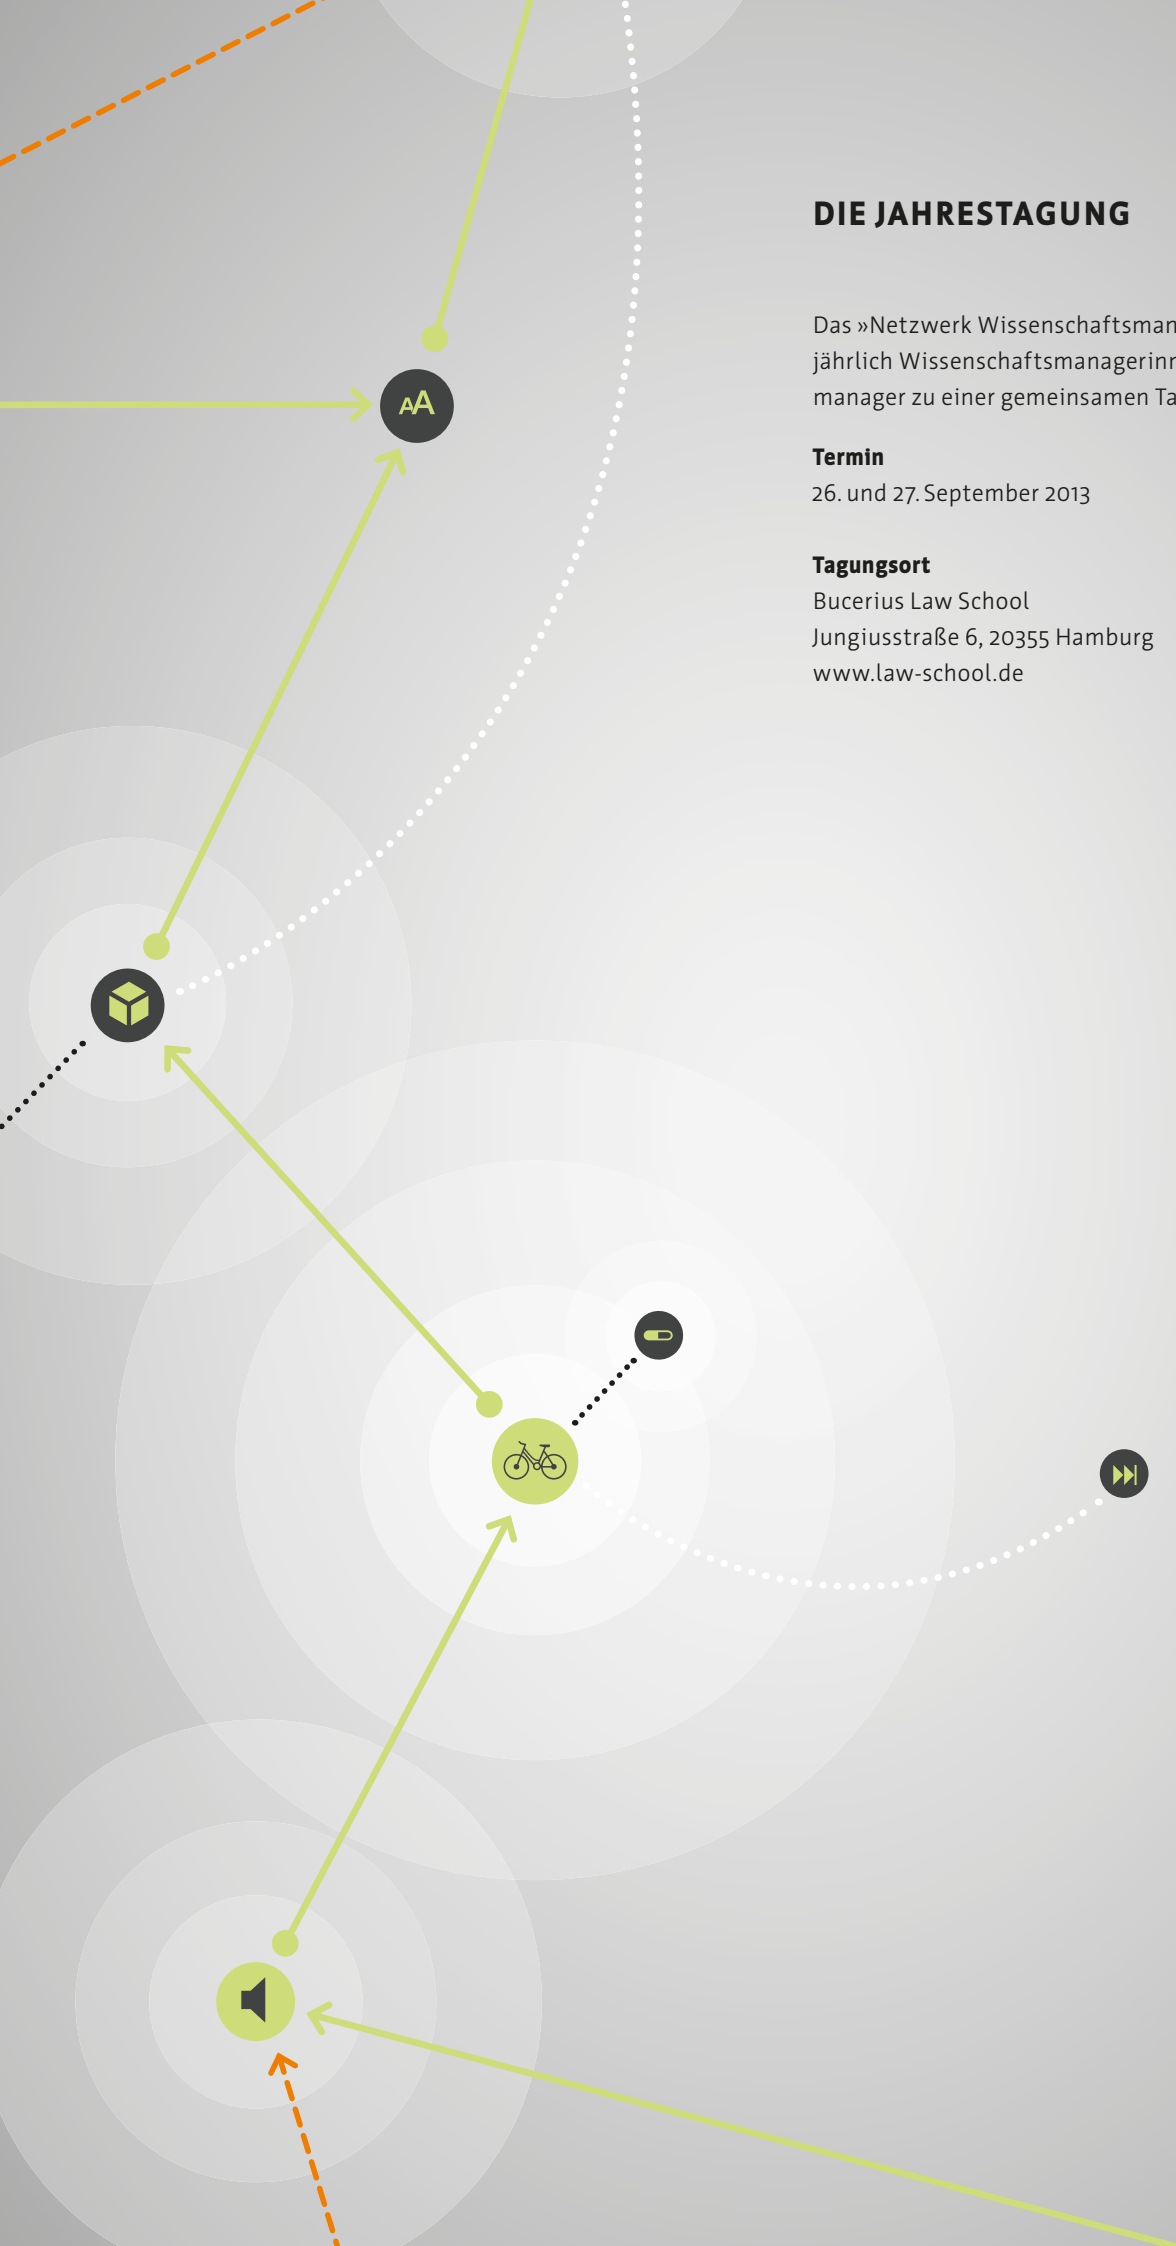 DIE JAHRESTAGUNG
Das »Netzwerk Wissenschaftsman
jährlich Wissenschaftsmanagerinn
manager zu einer gemeinsamen Ta
Termin
26. und 27. September 2013
Tagungsort
Bucerius Law School
Jungiusstraße 6, 20355 Hamburg
www.law-school.de
AA